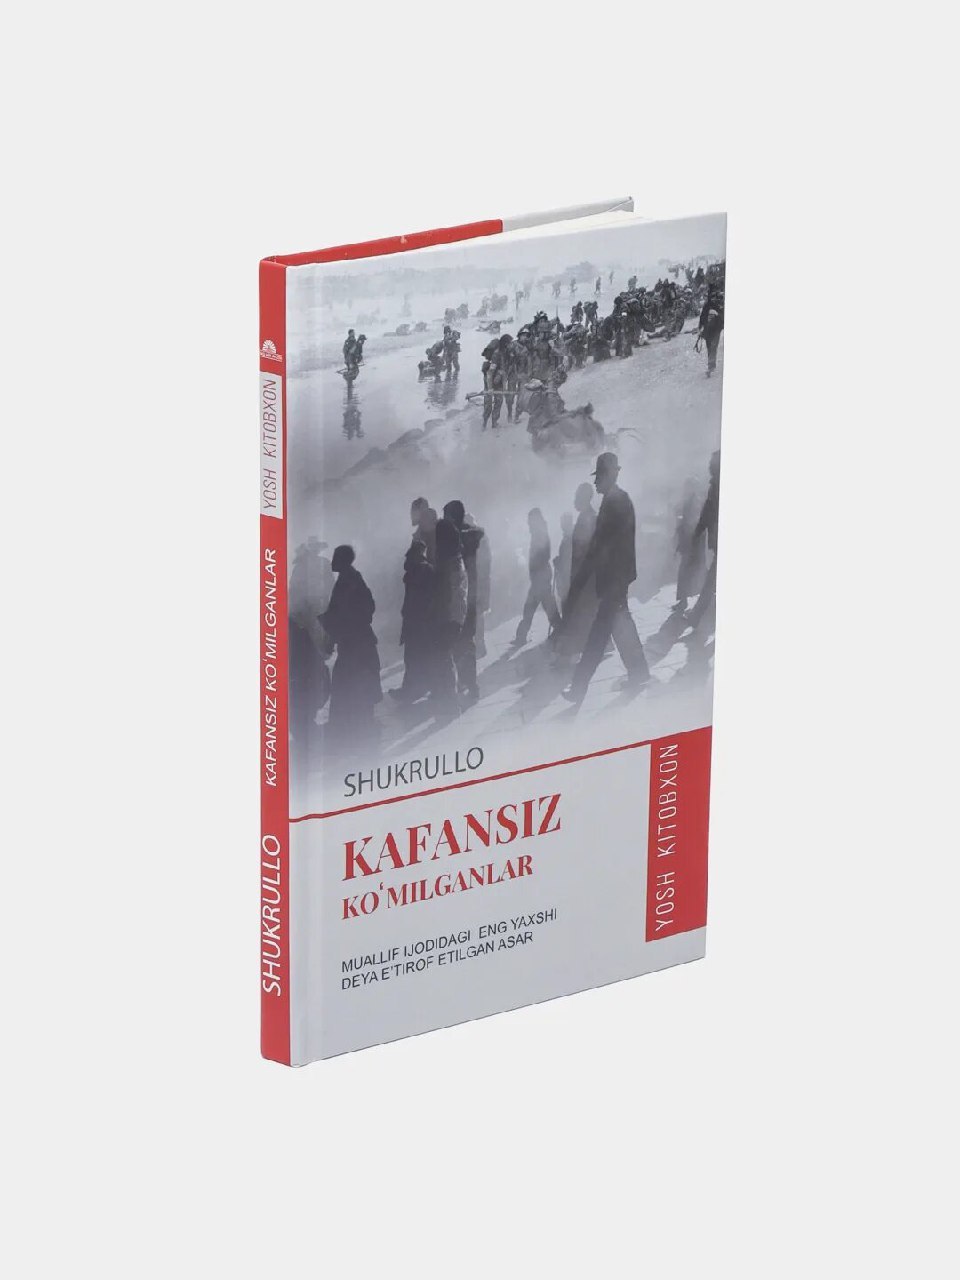 SHUKRULLO
KAFANSIZ
KO‘MILGANLAR
MUALLIF IJODIDAGI ENG YAXSHI
DEYA E’TIROF ETILGAN ASAR
YOSH KITOBXON
YOSH KITOBXON
KAFANSIZ KO‘MILGANLAR
SHUKRULLO